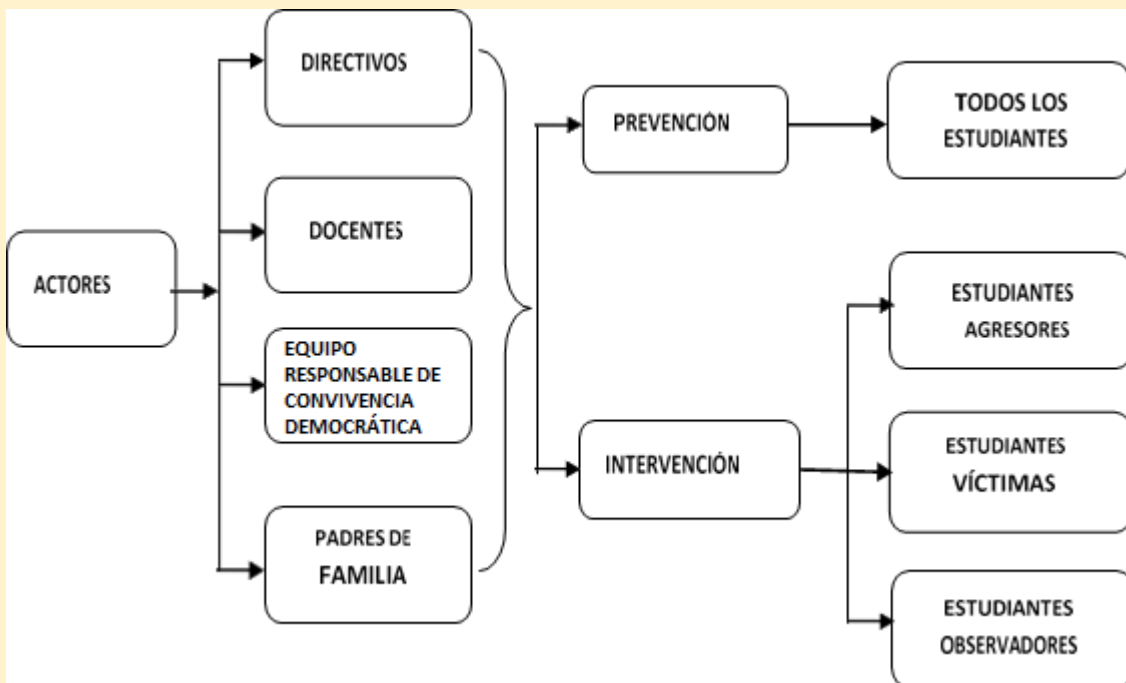 ACTORES
DIRECTIVOS
DOCENTES
EQUIPO
RESPONSABLE DE
CONVIVENCIA
DEMOCRÁTICA
PADRES DE
FAMILIA
PREVENCIÓN
INTERVENCIÓN
TODOS LOS
ESTUDIANTES
ESTUDIANTES
AGRESORES
ESTUDIANTES
VÍCTIMAS
ESTUDIANTES
OBSERVADORES